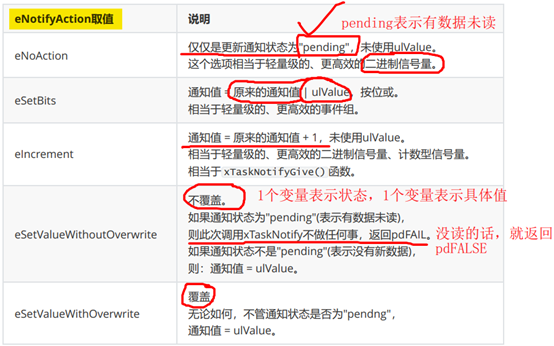 eNotifyAction取值 说明
pending表示有数据未读
eNoAction
仅仅是更新通知状态为"pending"，未使用ulValue。
这个选项相当于轻量级的、更高效的二进制信号量。
eSetBits
通知值 = 原来的通知值 | ulValue，按位或。
相当于轻量级的、更高效的事件组。
eIncrement
通知值 = 原来的通知值 + 1，未使用ulValue。
相当于轻量级的、更高效的二进制信号量、计数型信号量。
相当于 xTaskNotifyGive() 函数。
eSetValueWithoutOverwrite
不覆盖。
1个变量表示状态，1个变量表示具体值
如果通知状态为"pending"(表示有数据未读)，
则此次调用xTaskNotify不做任何事，返回pdFAIL。
没读的话，就返回
pdFALSE
如果通知状态不是"pending"(表示没有新数据)，
则：通知值 = ulValue。
eSetValueWithOverwrite
覆盖
无论如何，不管通知状态是否为"pendng"，
通知值 = ulValue。